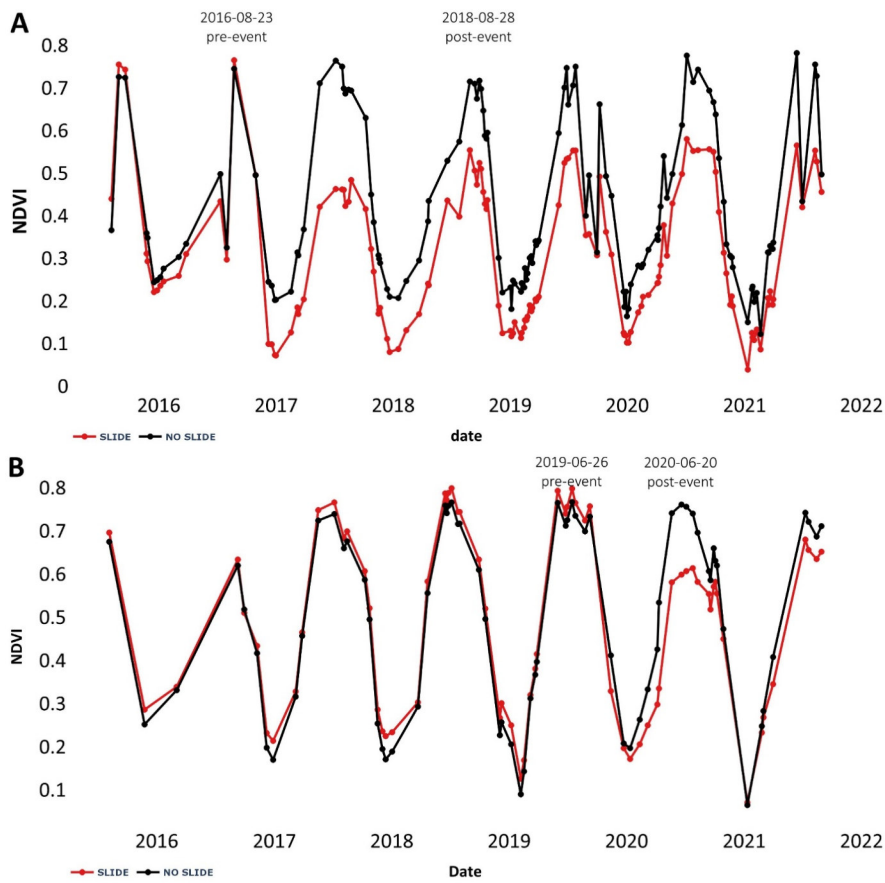 A
2016-08-23
pre-event
2018-08-28
post-event
0.8
0.7
0.6
0.5
0.4
0.3
0.2
0.1
0
NDVI
2016 2017 2018 2019 2020 2021 2022
SLIDE NO SLIDE
date
B
2019-06-26
pre-event
2020-06-20
post-event
0.8
0.7
0.6
0.5
0.4
0.3
0.2
0.1
NDVI
2016 2017 2018 2019 2020 2021 2022
SLIDE NO SLIDE
Date